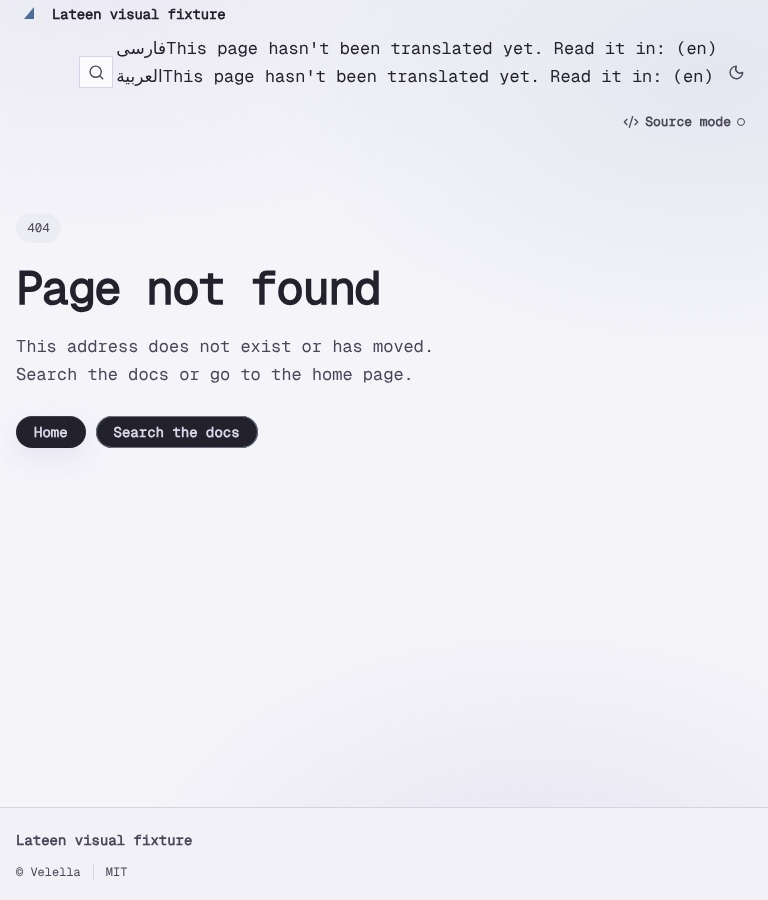 Lateen visual fixture
فارسیThis page hasn't been translated yet. Read it in: (en)
العربيةThis page hasn't been translated yet. Read it in: (en)
Source mode
404
Page not found
This address does not exist or has moved.
Search the docs or go to the home page.
Home
Search the docs
Lateen visual fixture
© Velella
MIT